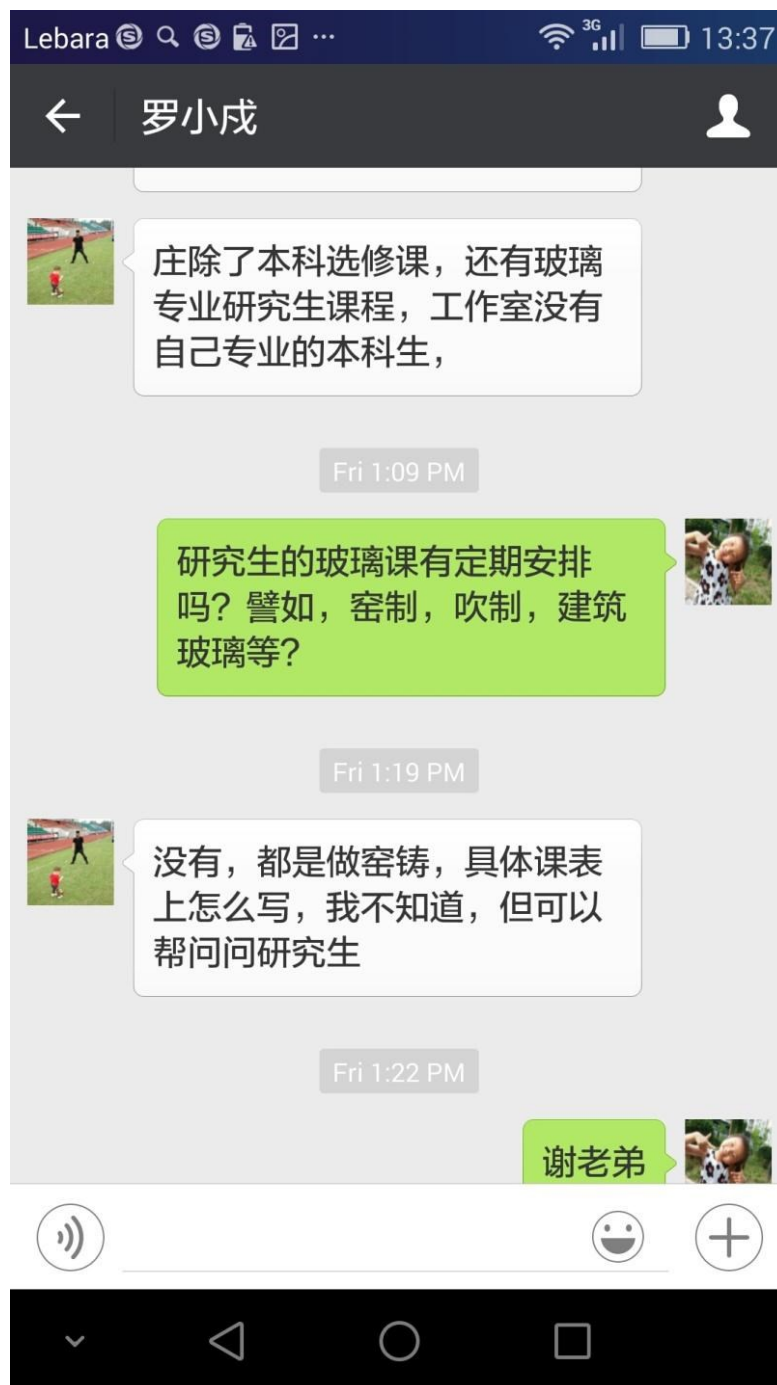 Lebara
3G
13:37
罗小戍
庄除了本科选修课，还有玻璃
专业研究生课程，工作室没有
自己专业的本科生，
Fri 1:09 PM
研究生的玻璃课有定期安排
吗？譬如，窑制，吹制，建筑
玻璃等？
Fri 1:19 PM
没有，都是做窑铸，具体课表
上怎么写，我不知道，但可以
帮问问研究生
Fri 1:22 PM
谢老弟